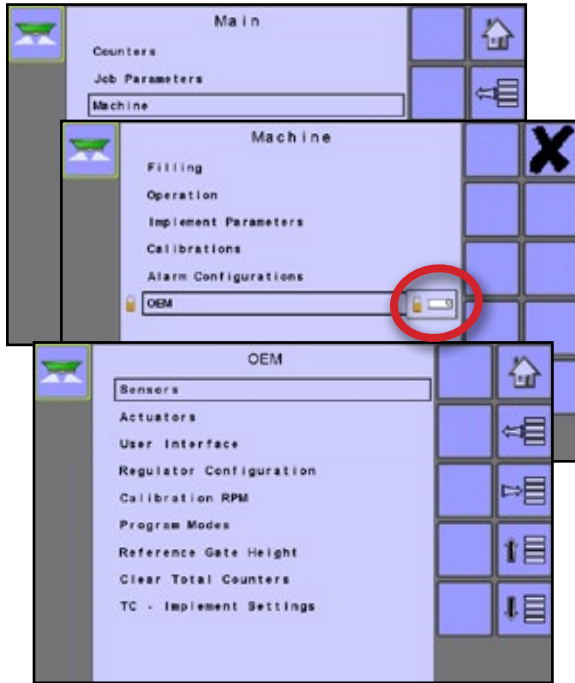 Main
Counters
Job Parameters
Machine
Machine
Filling
Operation
Implement Parameters
Calibrations
Alarm Configurations
OEM
OEM
Sensors
Actuators
User Interface
Regulator Configuration
Calibration RPM
Program Modes
Reference Gate Height
Clear Total Counters
TC - Implement Settings